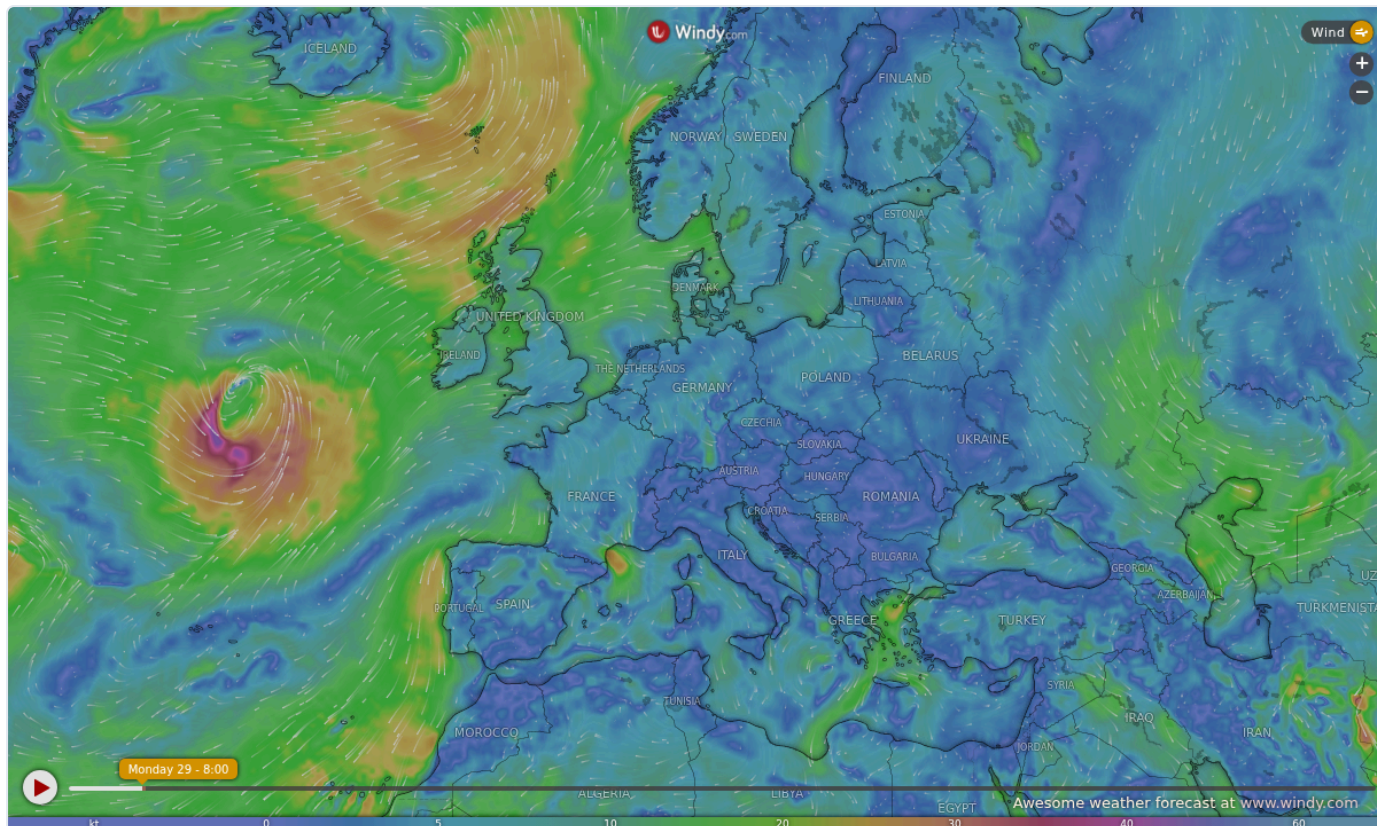 Windy.com
Wind
ICELAND
FINLAND
NORWAY
SWEDEN
ESTONIA
LATVIA
DENMARK
LITHUANIA
UNITED KINGDOM
IRELAND
BELARUS
THE NETHERLANDS
POLAND
GERMANY
CZECHIA
UKRAINE
SLOVAKIA
AUSTRIA
HUNGARY
FRANCE
ROMANIA
CROATIA
SERBIA
ITALY
BULGARIA
GEORGIA
AZERBAIJAN
PORTUGAL
SPAIN
TURKMENISTA
GREECE
TURKEY
SYRIA
TUNISIA
IRAQ
MOROCCO
IRAN
JORDAN
Monday 29 - 8:00
ALGERIA
LIBYA
EGYPT
Awesome weather forecast at www.windy.com
kt 0 5 10 20 30 40 60